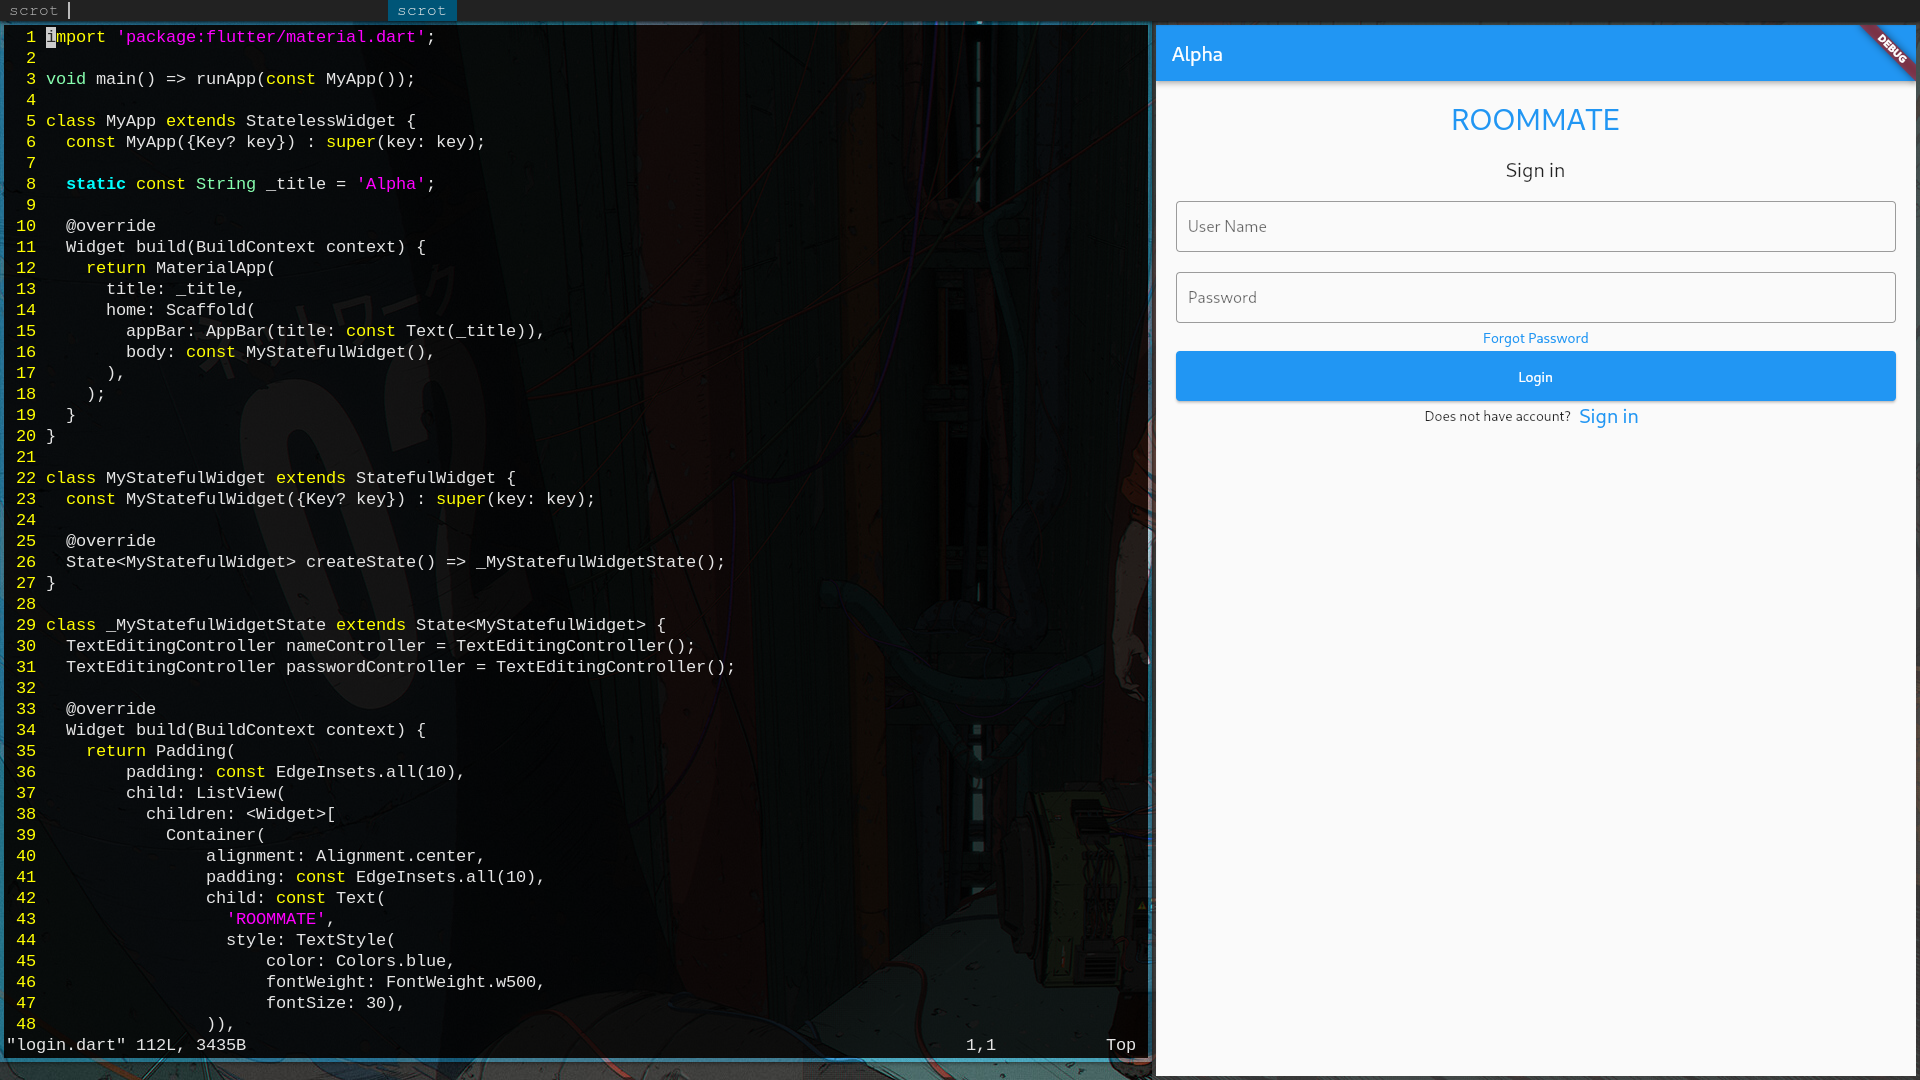 scrot
scrot
1 import 'package:flutter/material.dart';
2
3 void main() => runApp(const MyApp());
4
5 class MyApp extends StatelessWidget {
6   const MyApp({Key? key}) : super(key: key);
7
8   static const String _title = 'Alpha';
9
10   @override
11   Widget build(BuildContext context) {
12     return MaterialApp(
13       title: _title,
14       home: Scaffold(
15         appBar: AppBar(title: const Text(_title)),
16         body: const MyStatefulWidget(),
17       ),
18     );
19   }
20 }
21
22 class MyStatefulWidget extends StatefulWidget {
23   const MyStatefulWidget({Key? key}) : super(key: key);
24
25   @override
26   State<MyStatefulWidget> createState() => _MyStatefulWidgetState();
27 }
28
29 class _MyStatefulWidgetState extends State<MyStatefulWidget> {
30   TextEditingController nameController = TextEditingController();
31   TextEditingController passwordController = TextEditingController();
32
33   @override
34   Widget build(BuildContext context) {
35     return Padding(
36         padding: const EdgeInsets.all(10),
37         child: ListView(
38           children: <Widget>[
39             Container(
40                 alignment: Alignment.center,
41                 padding: const EdgeInsets.all(10),
42                 child: const Text(
43                   'ROOMMATE',
44                   style: TextStyle(
45                       color: Colors.blue,
46                       fontWeight: FontWeight.w500,
47                       fontSize: 30),
48                 )),
"login.dart" 112L, 3435B 1,1 Top
ネットワーク
02
Alpha
DEBUG
ROOMMATE
Sign in
User Name
Password
Forgot Password
Login
Does not have account? Sign in